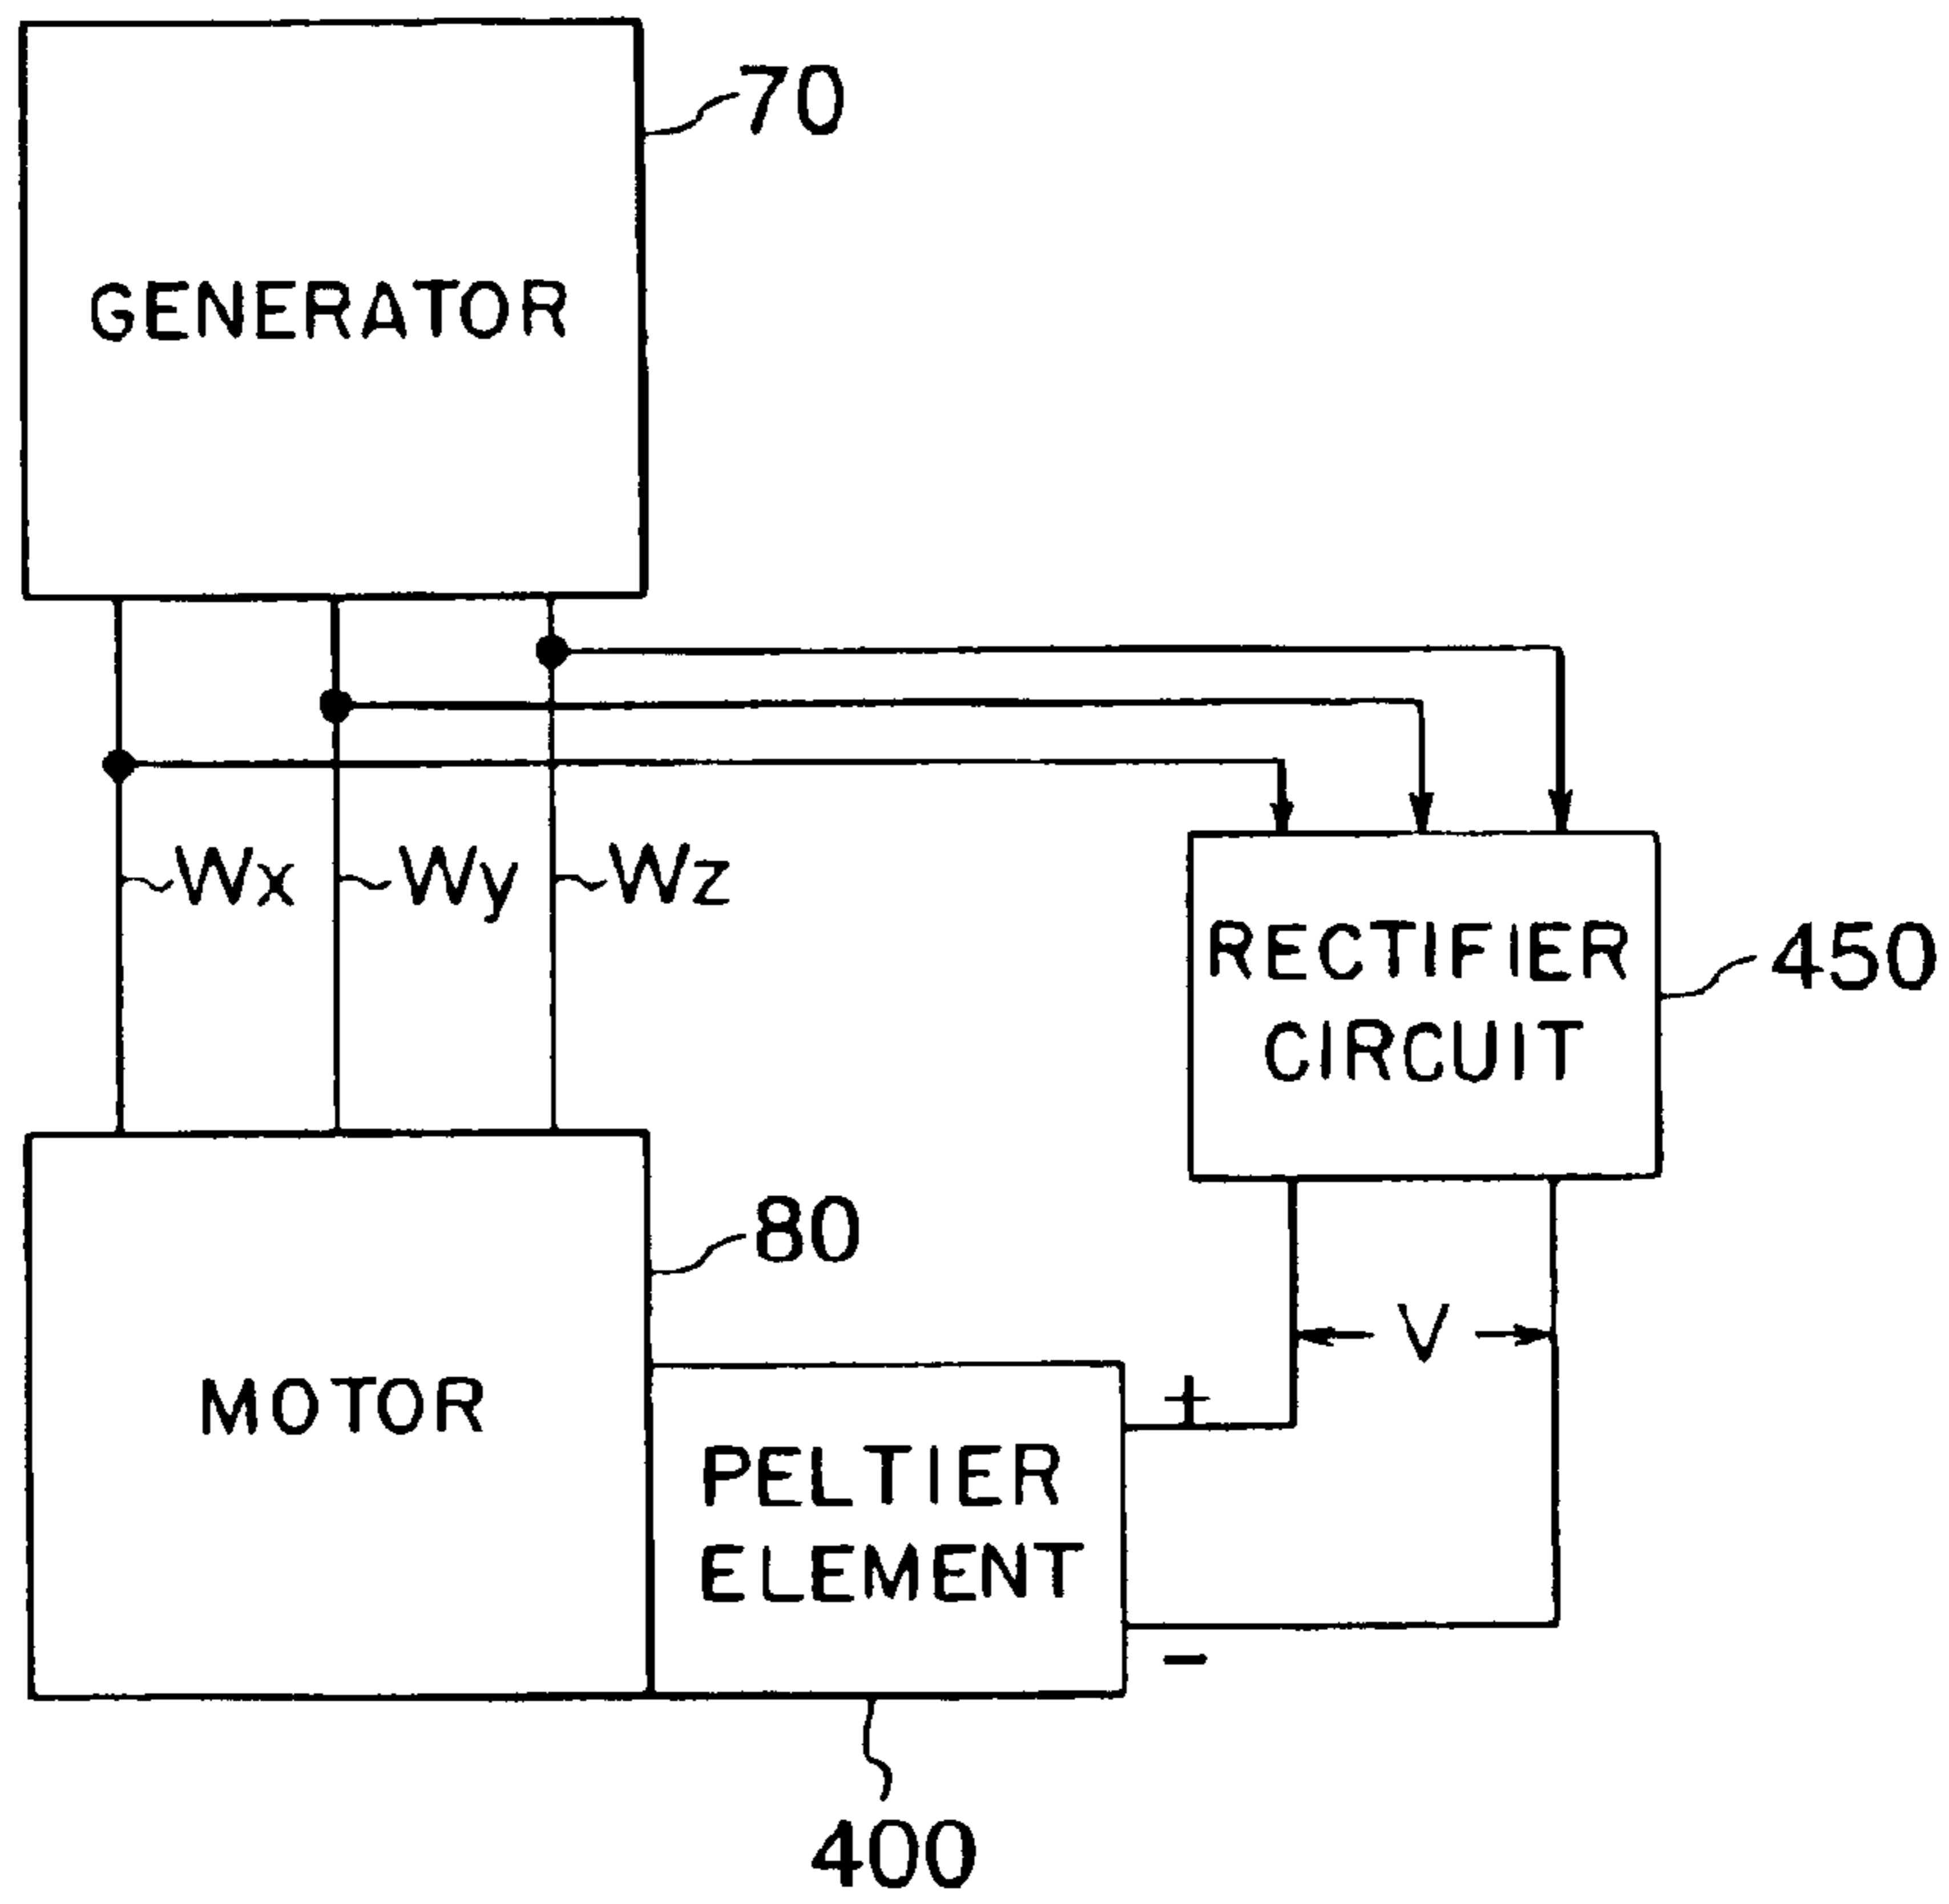 70
GENERATOR
Wx Wy Wz
RECTIFIER
CIRCUIT
450
80
V
MOTOR
+
PELTIER
ELEMENT
-
400